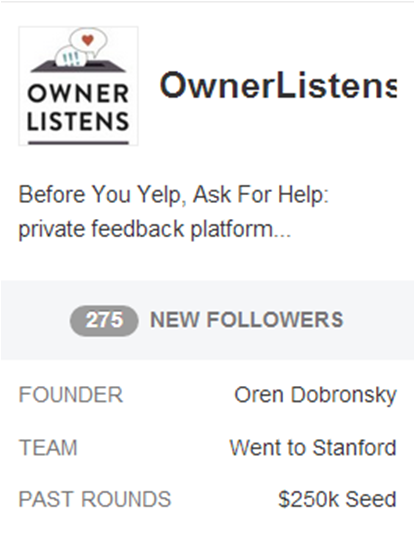 OWNER
LISTENS
OwnerListens
Before You Yelp, Ask For Help:
private feedback platform...
275 NEW FOLLOWERS
FOUNDER Oren Dobronsky
TEAM Went to Stanford
PAST ROUNDS $250k Seed